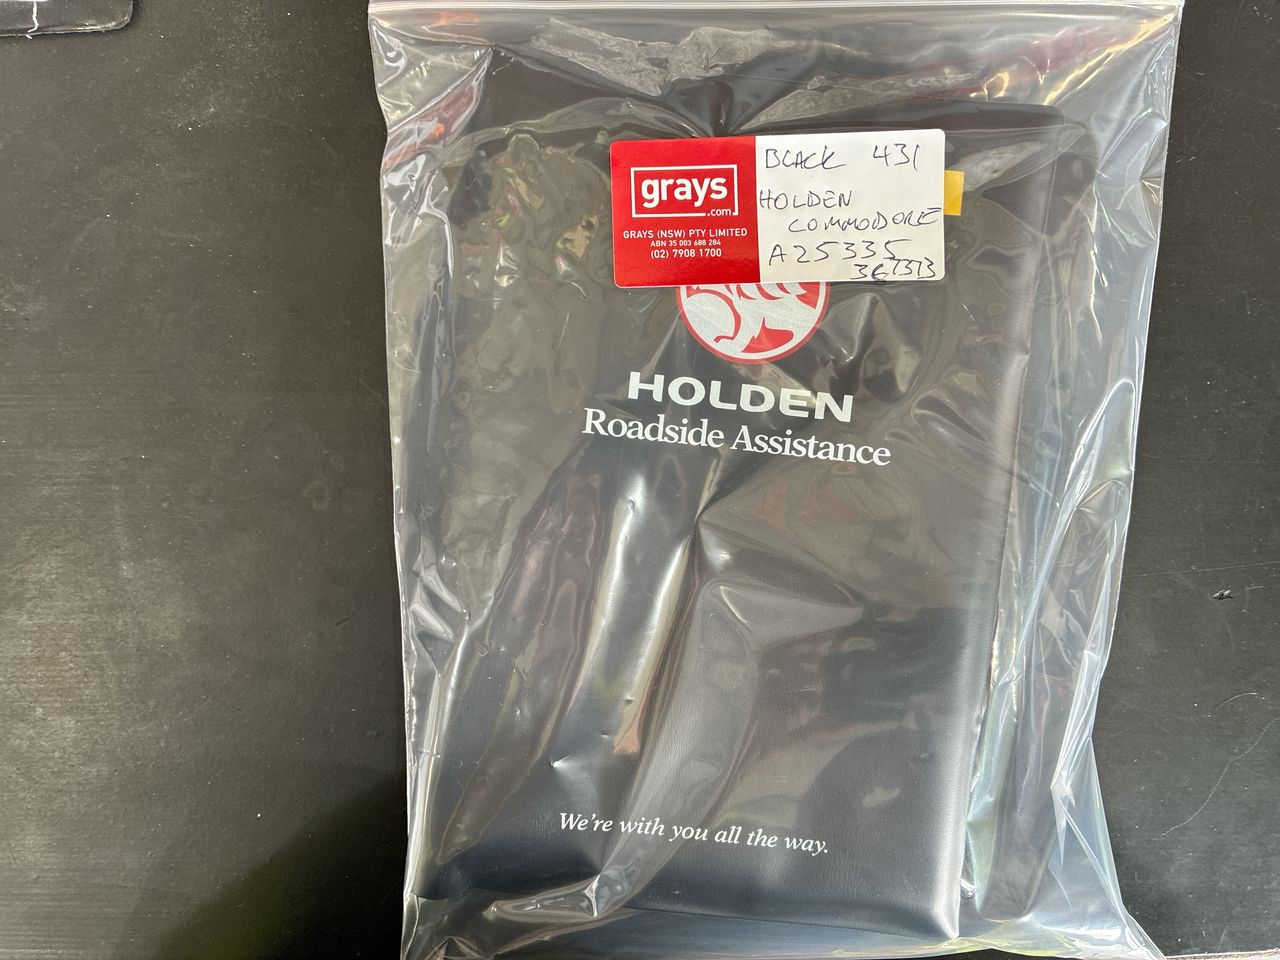 grays
.com
GRAYS (NSW) PTY LIMITED
ABN 35 003 688 284
(02) 7908 1700
BLACK 431
HOLDEN
COMMODORE
A25335
367373
HOLDEN
Roadside Assistance
We're with you all the way.